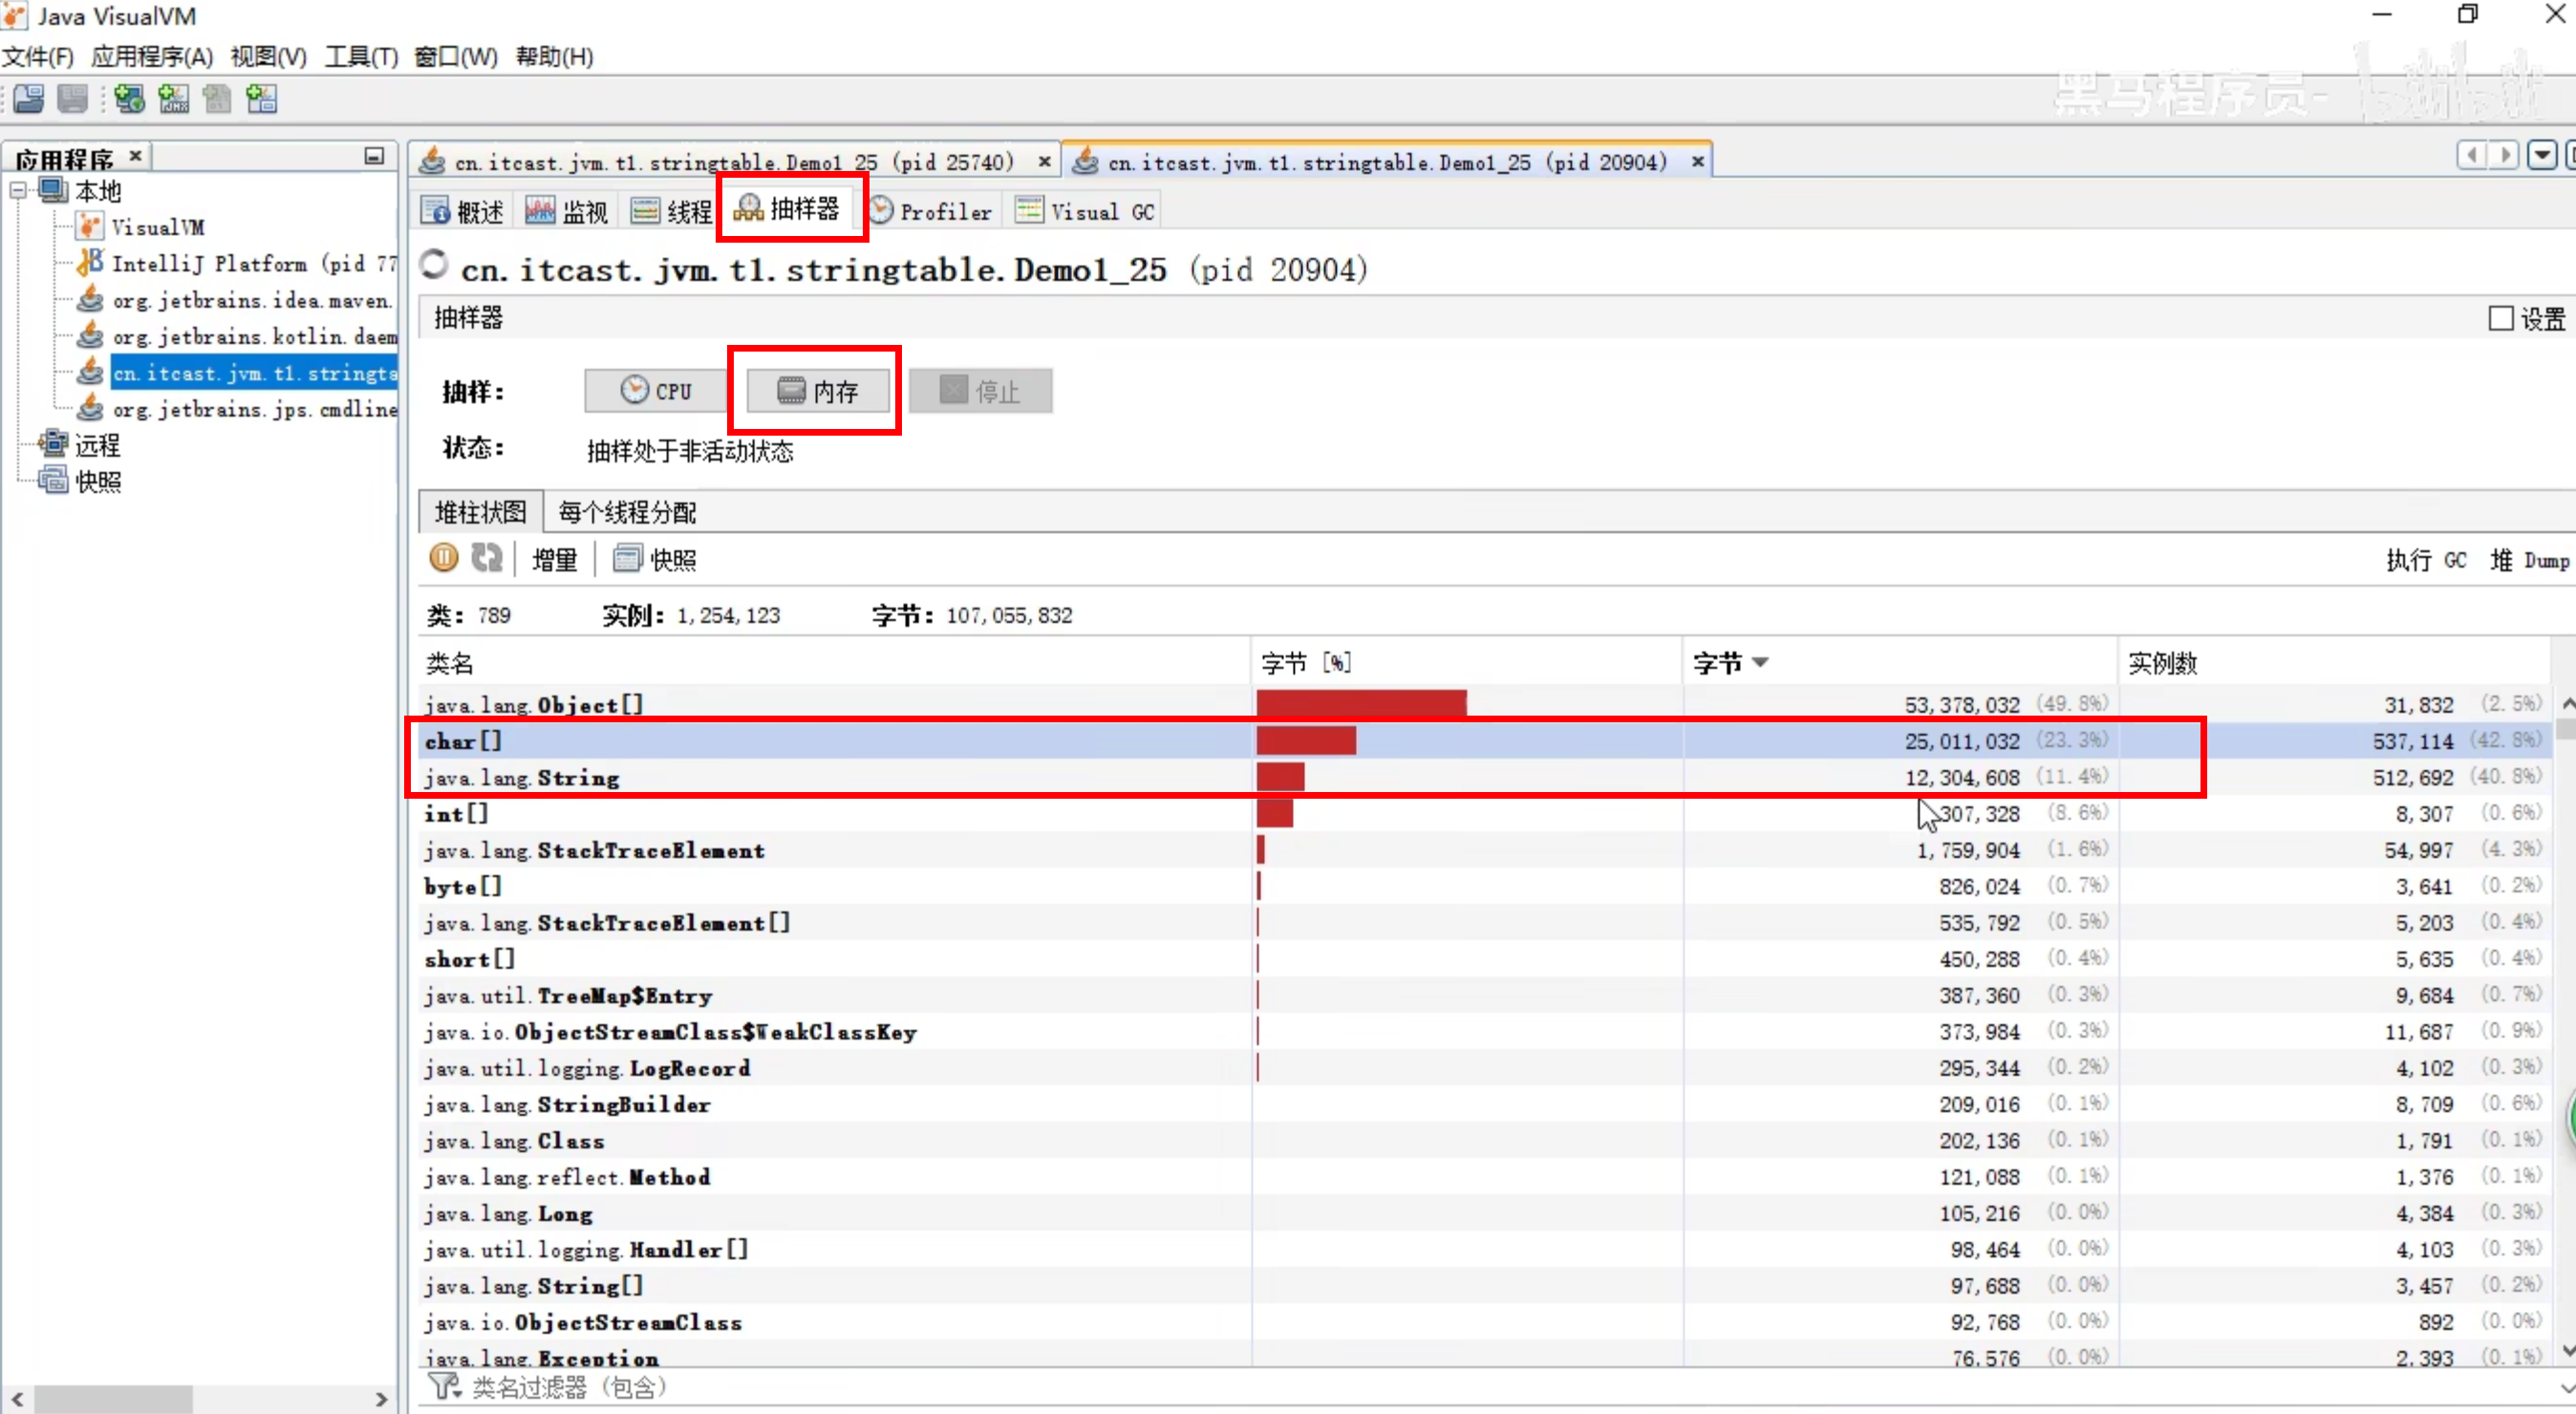 Java VisualVM
文件(F) 应用程序(A) 视图(V) 工具(T) 窗口(W) 帮助(H)
黑马程序员- bilibili
应用程序
本地
VisualVM
IntelliJ Platform (pid 77
org.jetbrains.idea.maven.
org.jetbrains.kotlin.daem
cn.itcast.jvm.t1.stringta
org.jetbrains.jps.cmdline
远程
快照
cn.itcast.jvm.t1.stringtable.Demo1_25 (pid 25740) cn.itcast.jvm.t1.stringtable.Demo1_25 (pid 20904)
概述 监视 线程 抽样器 Profiler Visual GC
cn.itcast.jvm.t1.stringtable.Demo1_25 (pid 20904)
抽样器 设置
抽样: CPU 内存 停止
状态: 抽样处于非活动状态
堆柱状图 每个线程分配
增量 快照 执行 GC 堆 Dump
类: 789 实例: 1,254,123 字节: 107,055,832
类名 字节 [%] 字节 实例数
java.lang.Object[] 53,378,032 (49.8%) 31,832 (2.5%)
char[] 25,011,032 (23.3%) 537,114 (42.8%)
java.lang.String 12,304,608 (11.4%) 512,692 (40.8%)
int[] 307,328 (8.6%) 8,307 (0.6%)
java.lang.StackTraceElement 1,759,904 (1.6%) 54,997 (4.3%)
byte[] 826,024 (0.7%) 3,641 (0.2%)
java.lang.StackTraceElement[] 535,792 (0.5%) 5,203 (0.4%)
short[] 450,288 (0.4%) 5,635 (0.4%)
java.util.TreeMap$Entry 387,360 (0.3%) 9,684 (0.7%)
java.io.ObjectStreamClass$WeakClassKey 373,984 (0.3%) 11,687 (0.9%)
java.util.logging.LogRecord 295,344 (0.2%) 4,102 (0.3%)
java.lang.StringBuilder 209,016 (0.1%) 8,709 (0.6%)
java.lang.Class 202,136 (0.1%) 1,791 (0.1%)
java.lang.reflect.Method 121,088 (0.1%) 1,376 (0.1%)
java.lang.Long 105,216 (0.0%) 4,384 (0.3%)
java.util.logging.Handler[] 98,464 (0.0%) 4,103 (0.3%)
java.lang.String[] 97,688 (0.0%) 3,457 (0.2%)
java.io.ObjectStreamClass 92,768 (0.0%) 892 (0.0%)
java.lang.Exception 76,576 (0.0%) 2,393 (0.1%)
类名过滤器 (包含)